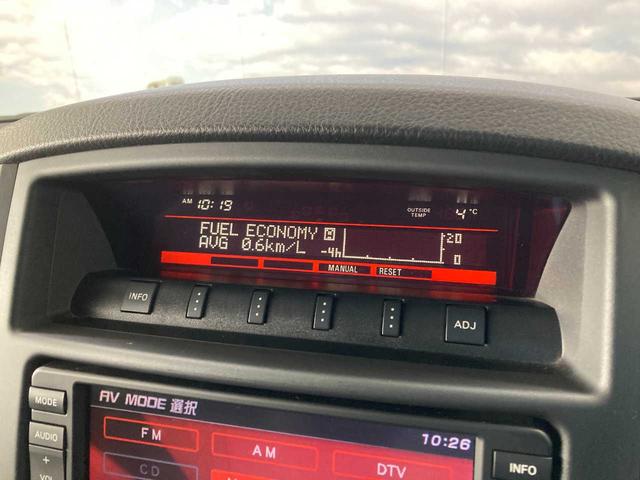 AM 10:19
OUTSIDE TEMP 4°C
FUEL ECONOMY M
AVG 0.6km/L
-4h
20
0
MANUAL RESET
INFO
ADJ
MODE
AV MODE 選択
10:26
AUDIO
FM
AM
DTV
CD
+
VOL
INFO